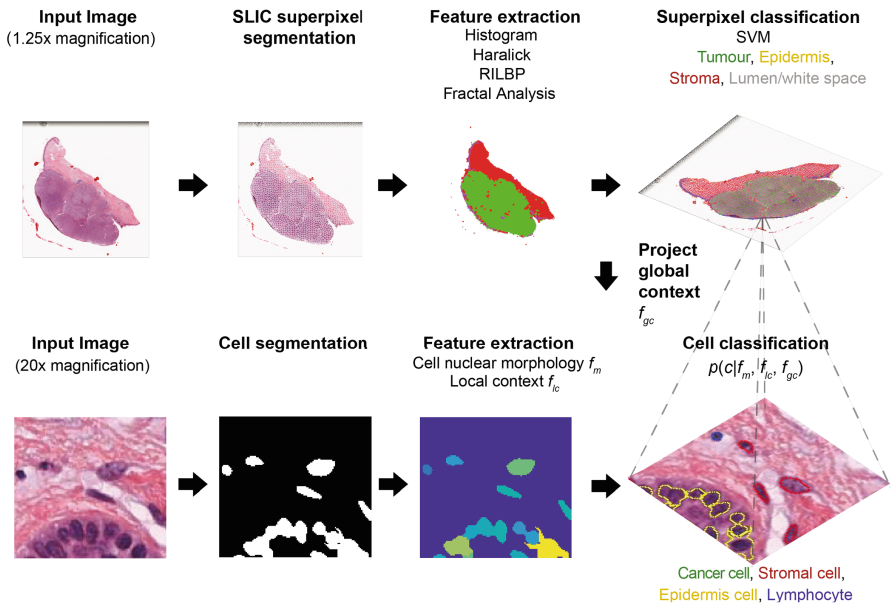 Input Image
(1.25x magnification)
SLIC superpixel
segmentation
Feature extraction
Histogram
Haralick
RILBP
Fractal Analysis
Superpixel classification
SVM
Tumour, Epidermis,
Stroma, Lumen/white space
Project
global
context
fgc
Input Image
(20x magnification)
Cell segmentation
Feature extraction
Cell nuclear morphology fm
Local context flc
Cell classification
p(c|fm, flc, fgc)
Cancer cell, Stromal cell,
Epidermis cell, Lymphocyte